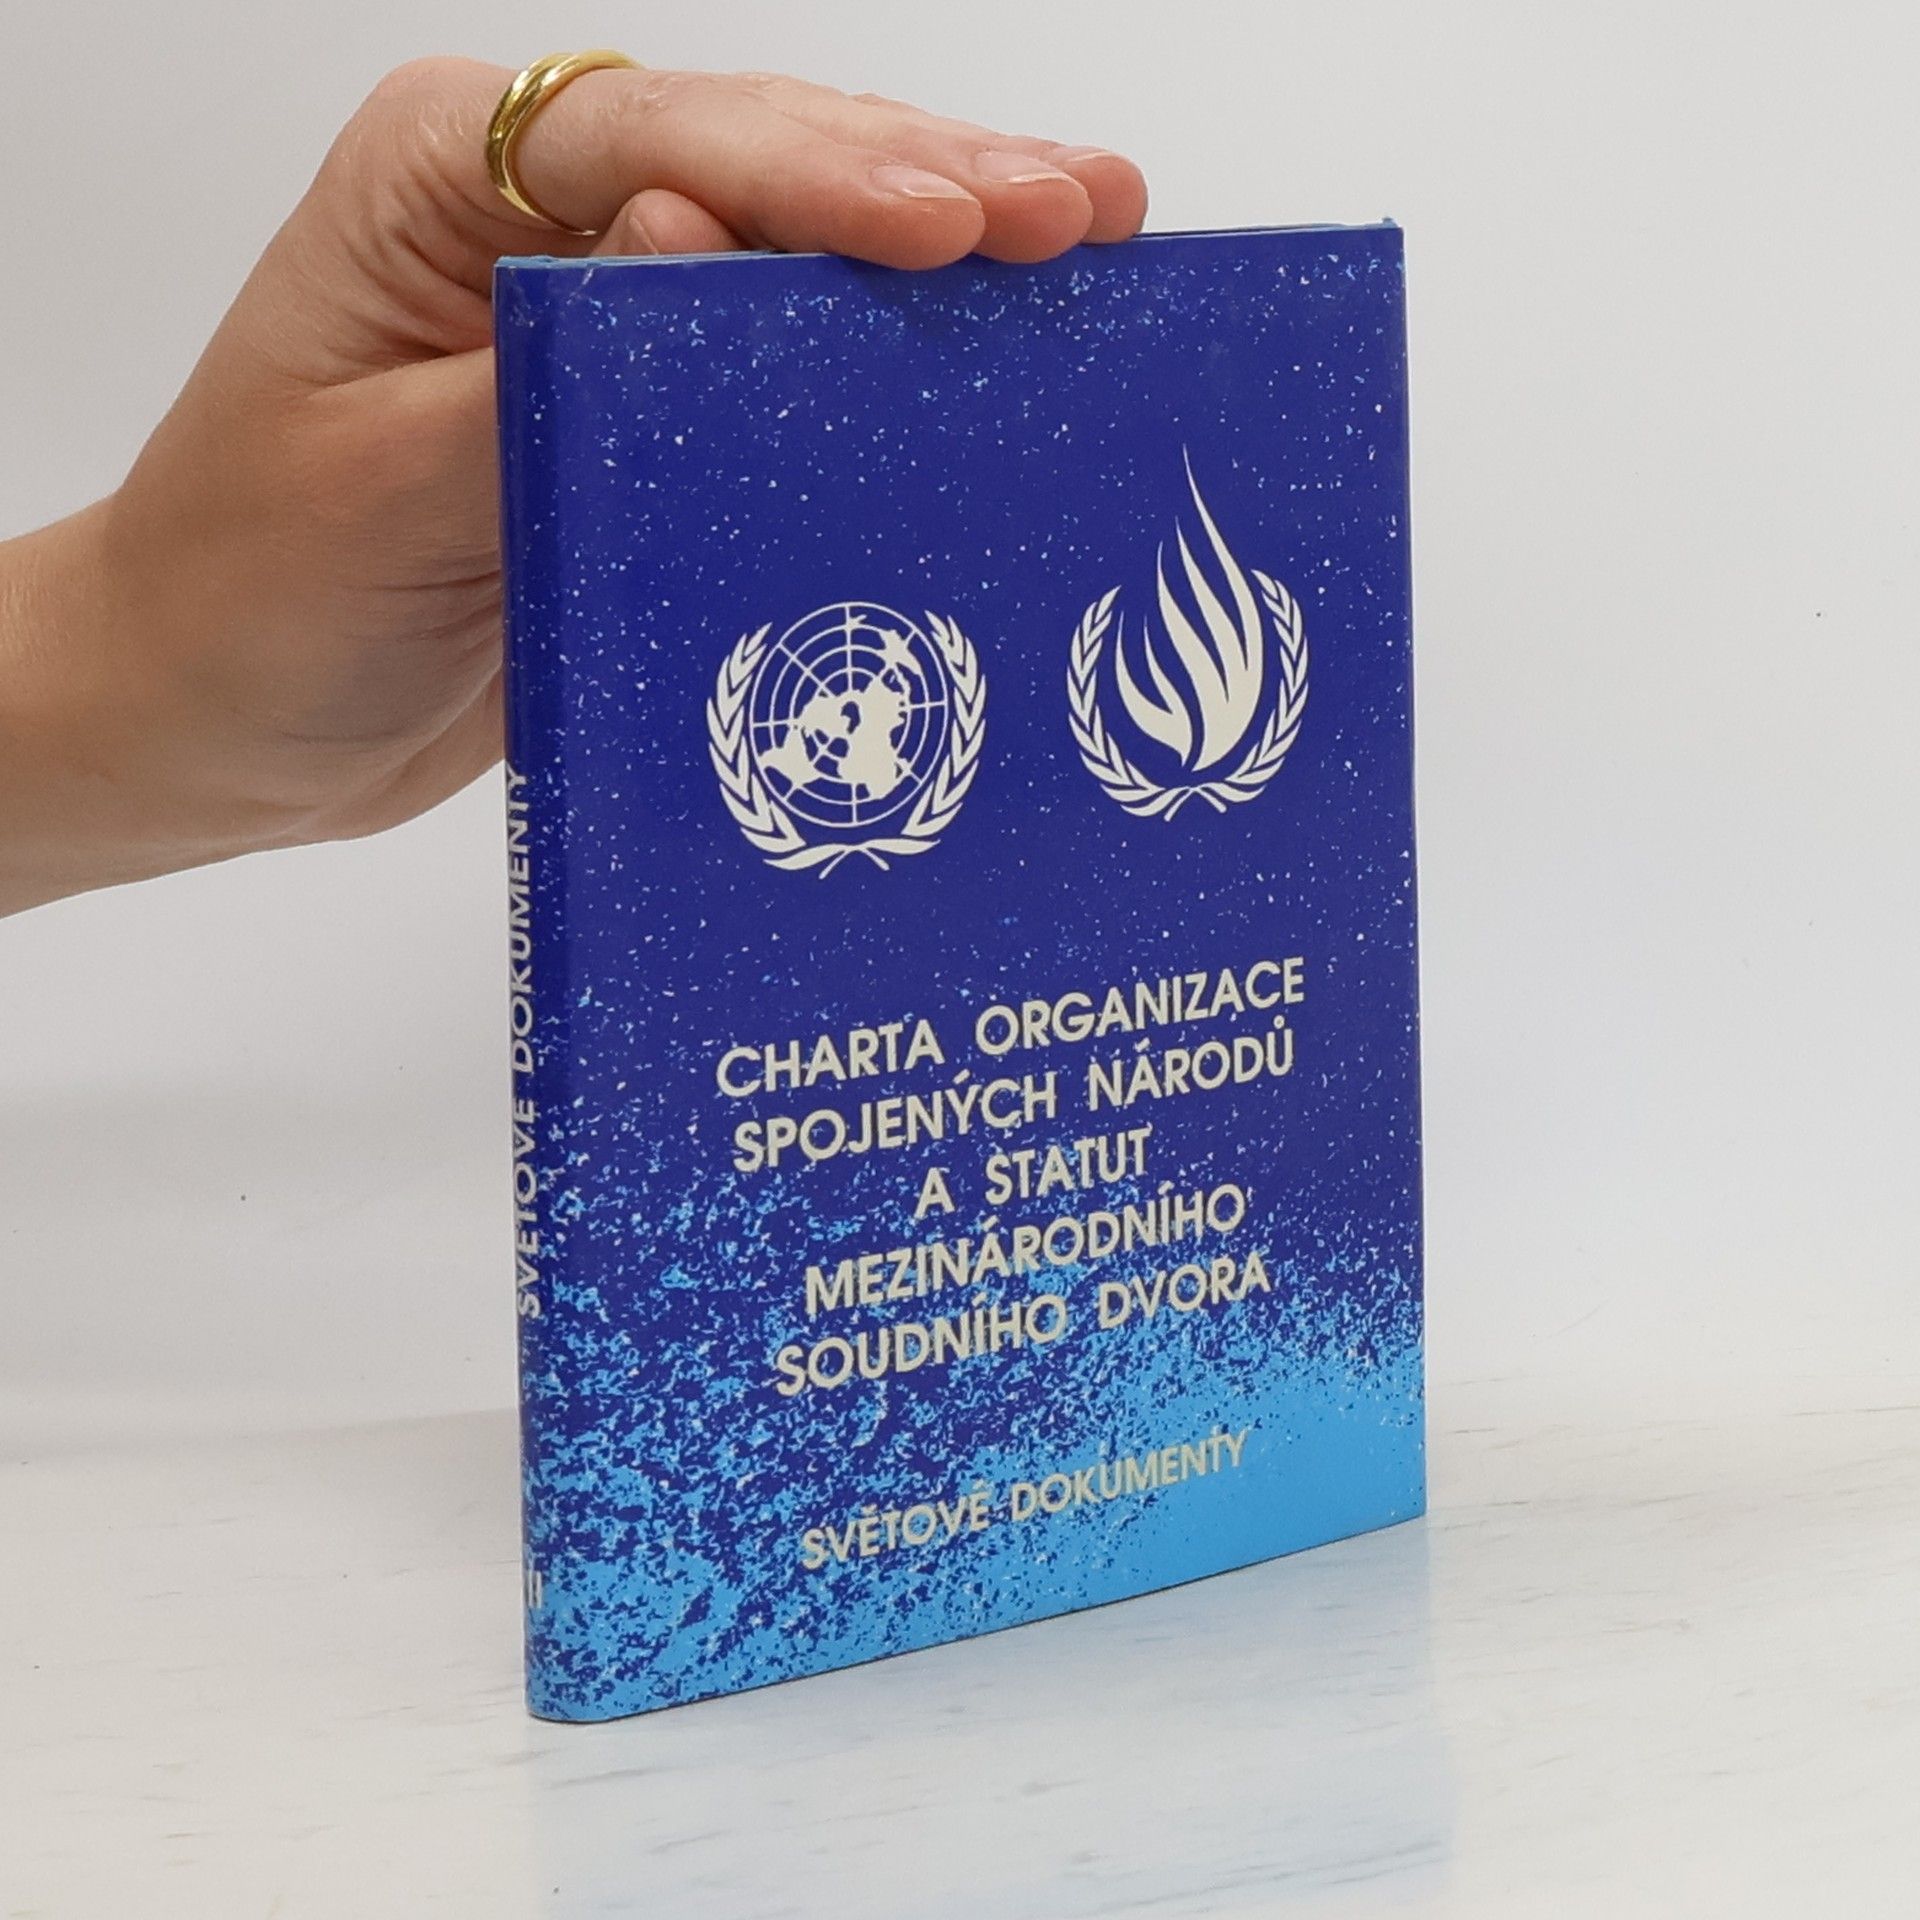 CHARTA ORGANIZACE
SPOJENÝCH NÁRODŮ
A STATUT
MEZINÁRODNÍHO
SOUDNÍHO DVORA
SVĚTOVÉ DOKUMENTY
SVĚTOVÉ DOKUMENTY